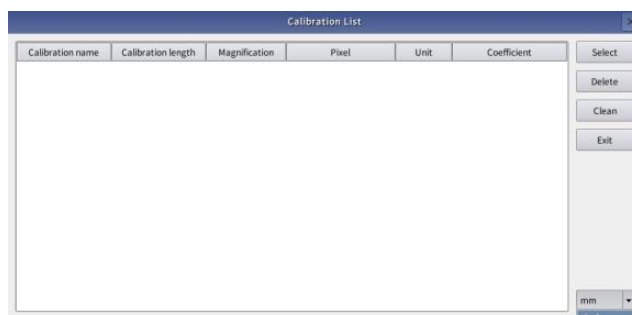 Calibration List
Calibration name Calibration length Magnification Pixel Unit Coefficient
Select
Delete
Clean
Exit
mm